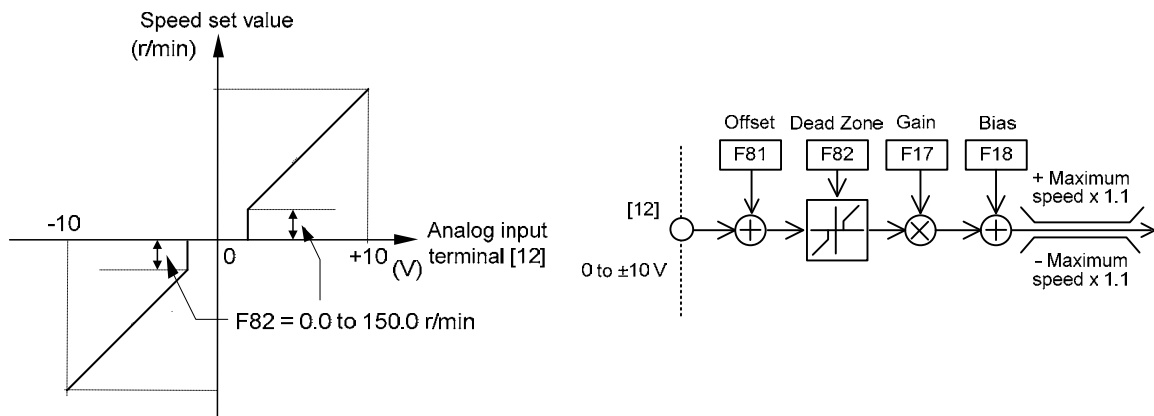 Speed set value
(r/min)
-10
0
+10
(V)
Analog input
terminal [12]
F82 = 0.0 to 150.0 r/min
Offset
Dead Zone
Gain
Bias
F81
F82
F17
F18
[12]
0 to ±10 V
+ Maximum
speed x 1.1
− Maximum
speed x 1.1